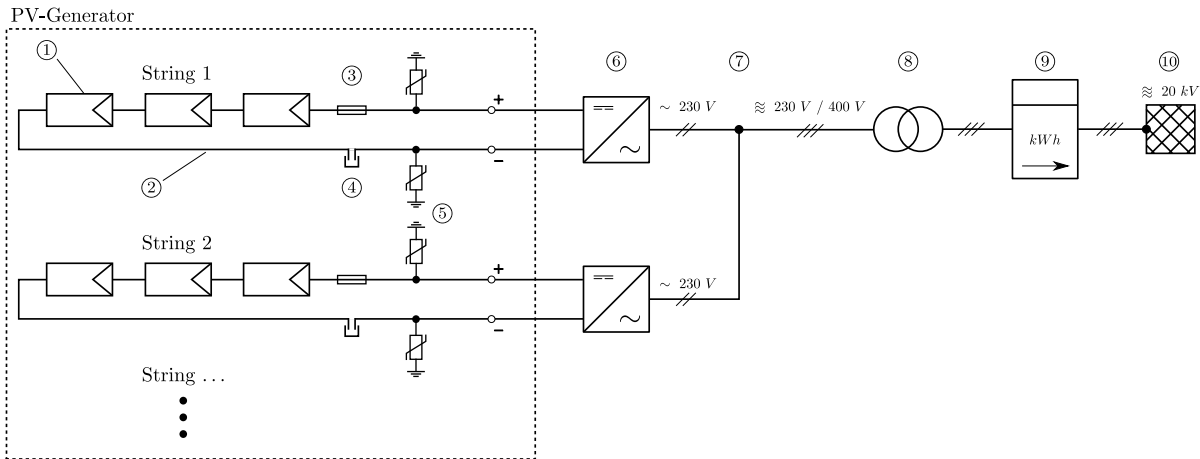 PV-Generator
①
String 1
③
+
−
②
④
⑤
String 2
+
−
String ...
⑥
∼ 230 V
∼ 230 V
⑦
≋ 230 V / 400 V
⑧
⑨
kWh
⑩
≋ 20 kV